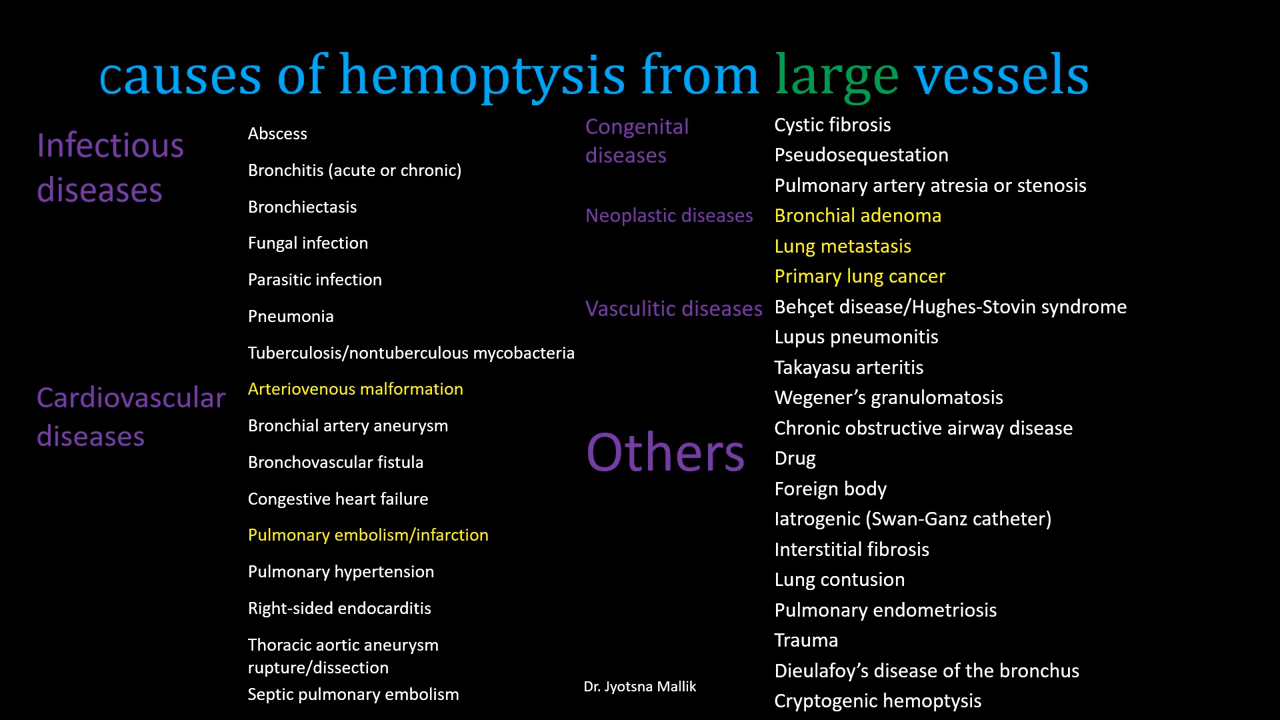 causes of hemoptysis from large vessels
Infectious
diseases
Abscess
Bronchitis (acute or chronic)
Bronchiectasis
Fungal infection
Parasitic infection
Pneumonia
Tuberculosis/nontuberculous mycobacteria
Cardiovascular
diseases
Arteriovenous malformation
Bronchial artery aneurysm
Bronchovascular fistula
Congestive heart failure
Pulmonary embolism/infarction
Pulmonary hypertension
Right-sided endocarditis
Thoracic aortic aneurysm
rupture/dissection
Septic pulmonary embolism
Congenital
diseases
Cystic fibrosis
Pseudosequestation
Pulmonary artery atresia or stenosis
Neoplastic diseases
Bronchial adenoma
Lung metastasis
Primary lung cancer
Vasculitic diseases
Behçet disease/Hughes-Stovin syndrome
Lupus pneumonitis
Takayasu arteritis
Wegener’s granulomatosis
Others
Chronic obstructive airway disease
Drug
Foreign body
Iatrogenic (Swan-Ganz catheter)
Interstitial fibrosis
Lung contusion
Pulmonary endometriosis
Trauma
Dieulafoy’s disease of the bronchus
Cryptogenic hemoptysis
Dr. Jyotsna Mallik